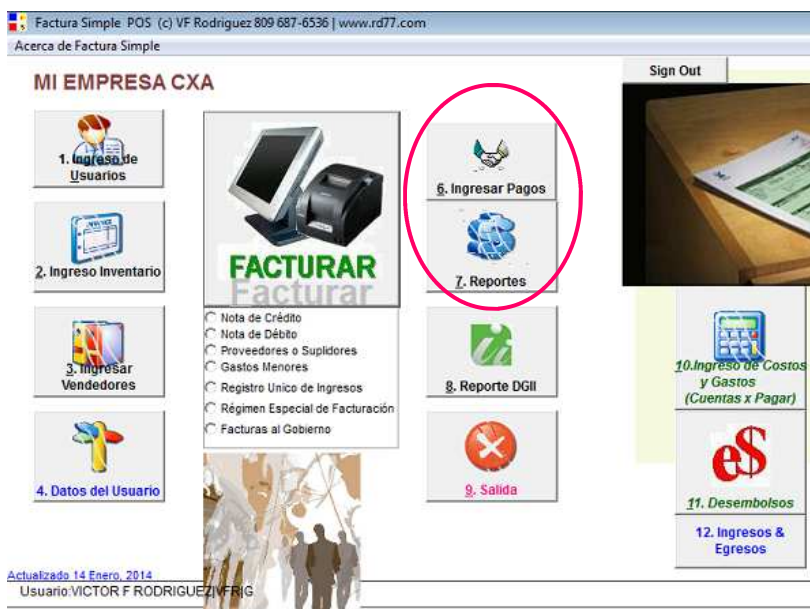 Factura Simple POS (c) VF Rodriguez 809 687-6536 | www.rd77.com
Acerca de Factura Simple
MI EMPRESA CXA
Sign Out
1. Ingreso de
Usuarios
2. Ingreso Inventario
3. Ingresar
Vendedores
4. Datos del Usuario
FACTURAR
Facturar
Nota de Crédito
Nota de Débito
Proveedores o Suplidores
Gastos Menores
Registro Unico de Ingresos
Régimen Especial de Facturación
Facturas al Gobierno
6. Ingresar Pagos
7. Reportes
8. Reporte DGII
9. Salida
10.Ingreso de Costos
y Gastos
(Cuentas x Pagar)
e$
11. Desembolsos
12. Ingresos &
Egresos
Actualizado 14 Enero, 2014
Usuario:VICTOR F RODRIGUEZ|VFR|G